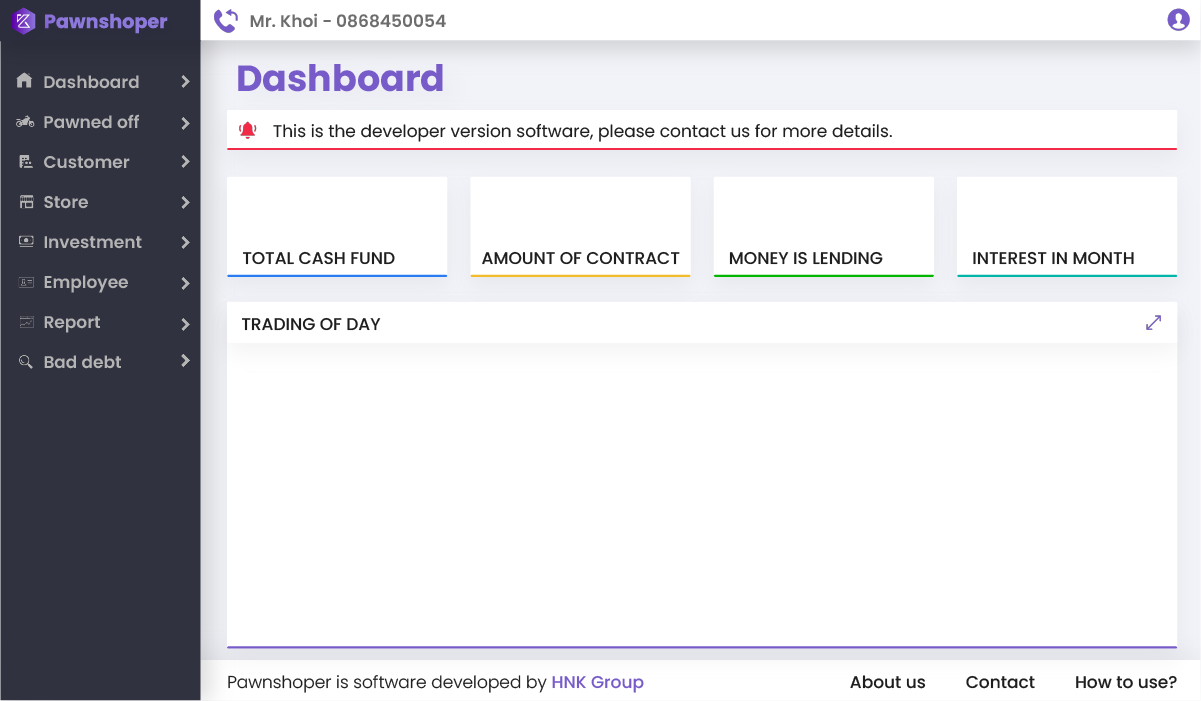 Pawnshoper
Mr. Khoi - 0868450054
Dashboard
Pawned off
Customer
Store
Investment
Employee
Report
Bad debt
Dashboard
This is the developer version software, please contact us for more details.
TOTAL CASH FUND
AMOUNT OF CONTRACT
MONEY IS LENDING
INTEREST IN MONTH
TRADING OF DAY
Pawnshoper is software developed by HNK Group
About us
Contact
How to use?